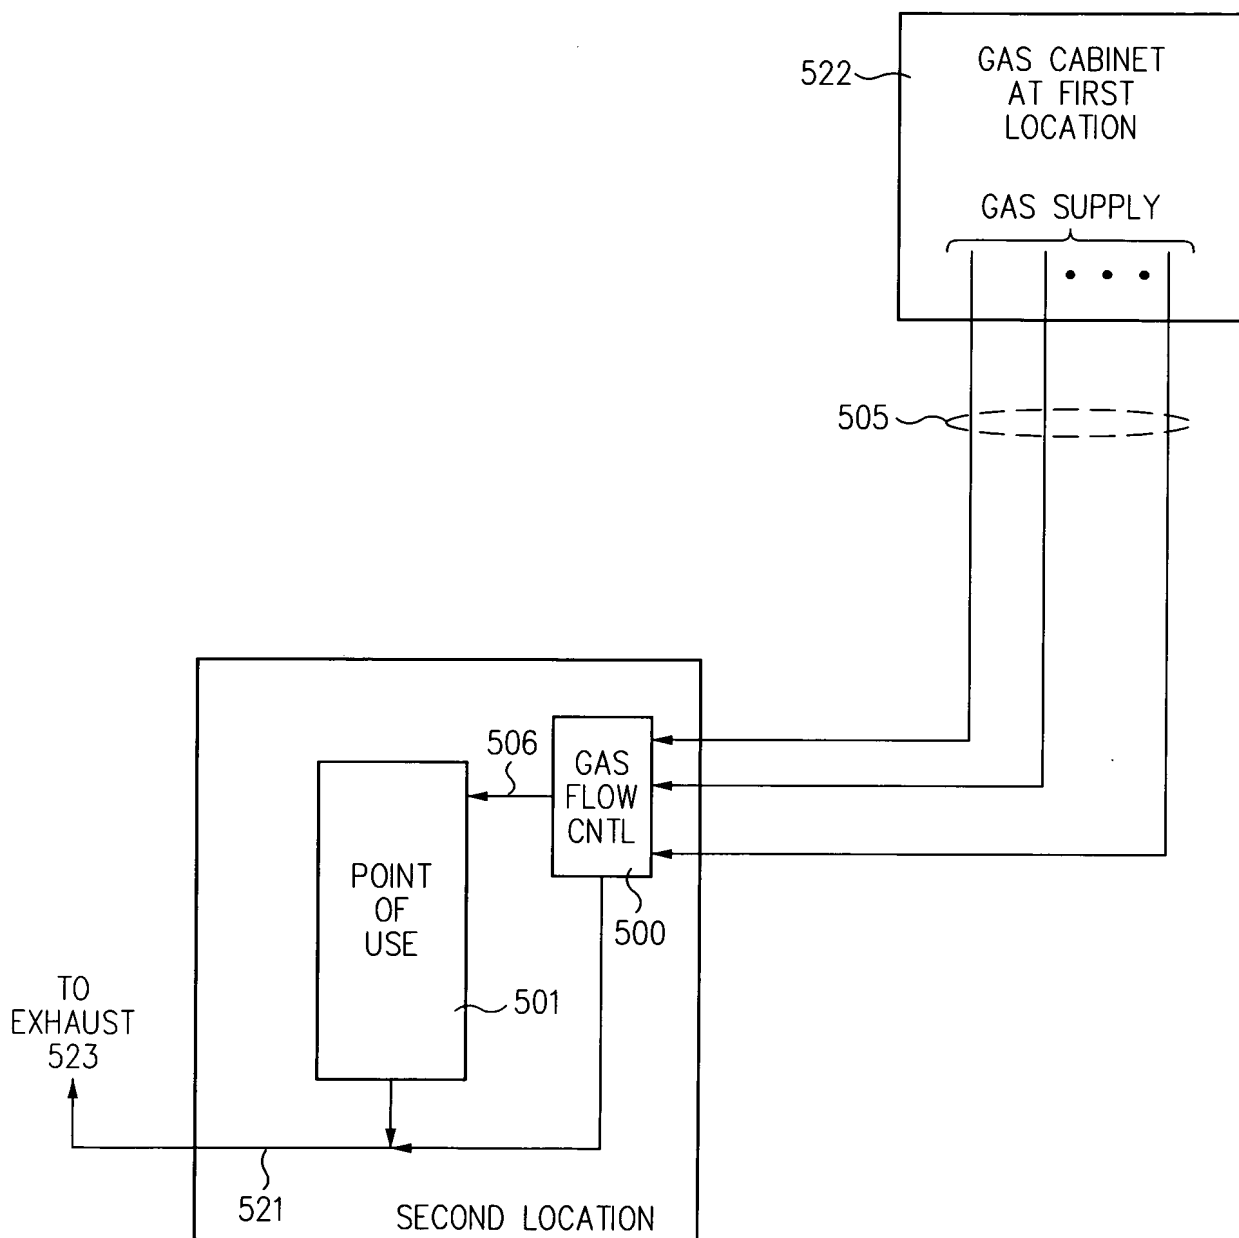 522
GAS CABINET
AT FIRST
LOCATION
GAS SUPPLY
505
506
GAS
FLOW
CNTL
500
POINT
OF
USE
501
TO
EXHAUST
523
521
SECOND LOCATION